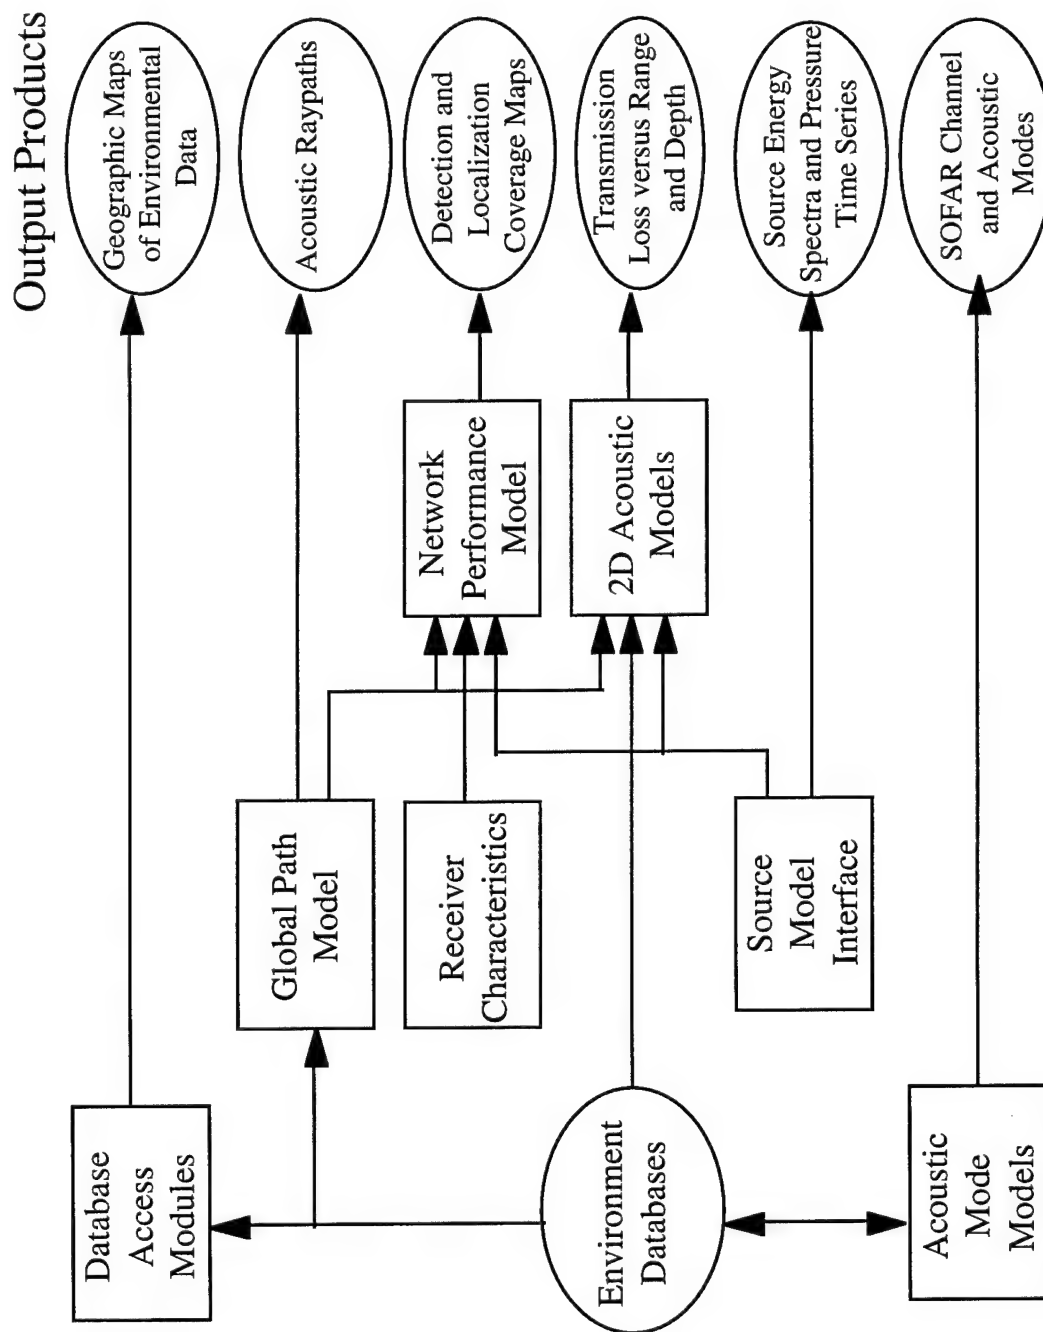 Output Products
Database
Access
Modules
Geographic Maps
of Environmental
Data
Global Path
Model
Acoustic Raypaths
Receiver
Characteristics
Network
Performance
Model
Detection and
Localization
Coverage Maps
Environment
Databases
2D Acoustic
Models
Transmission
Loss versus Range
and Depth
Source
Model
Interface
Source Energy
Spectra and Pressure
Time Series
Acoustic
Mode
Models
SOFAR Channel
and Acoustic
Modes